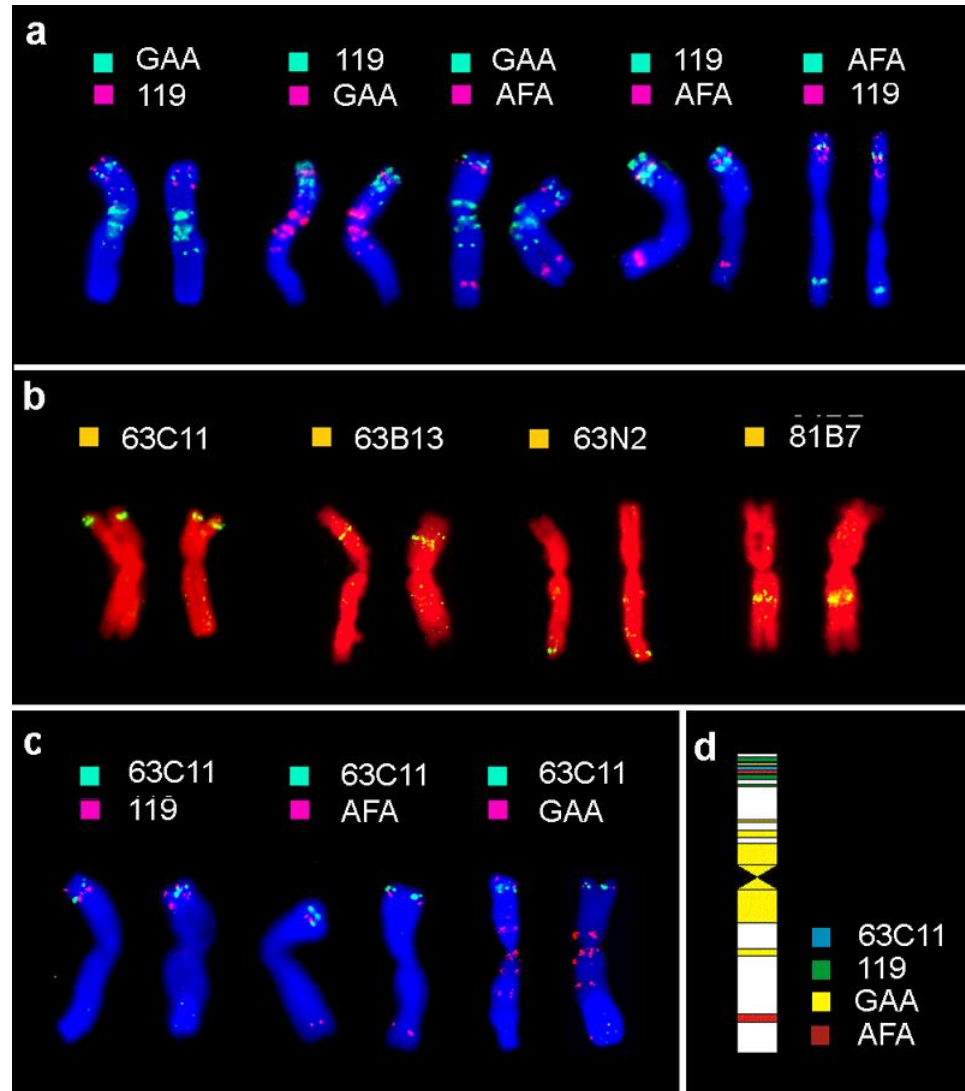 a
GAA 119 GAA 119 AFA
119 GAA AFA AFA 119
b
63C11 63B13 63N2 81B7
c
63C11 63C11 63C11
119 AFA GAA
d
63C11
119
GAA
AFA